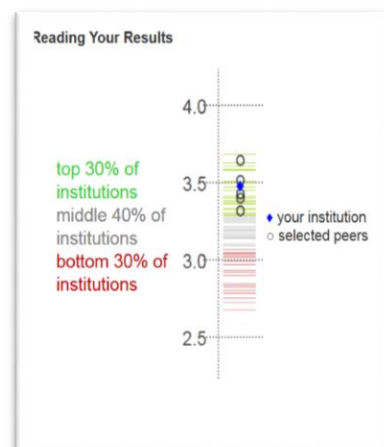 Reading Your Results
4.0
top 30% of
institutions
3.5
middle 40% of
institutions
your institution
selected peers
bottom 30% of
institutions
3.0
2.5